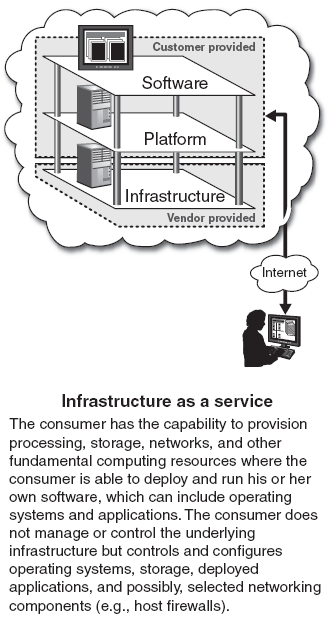 Customer provided
Software
Platform
Infrastructure
Vendor provided
Internet
Infrastructure as a service
The consumer has the capability to provision
processing, storage, networks, and other
fundamental computing resources where the
consumer is able to deploy and run his or her
own software, which can include operating
systems and applications. The consumer does
not manage or control the underlying
infrastructure but controls and configures
operating systems, storage, deployed
applications, and possibly, selected networking
components (e.g., host firewalls).